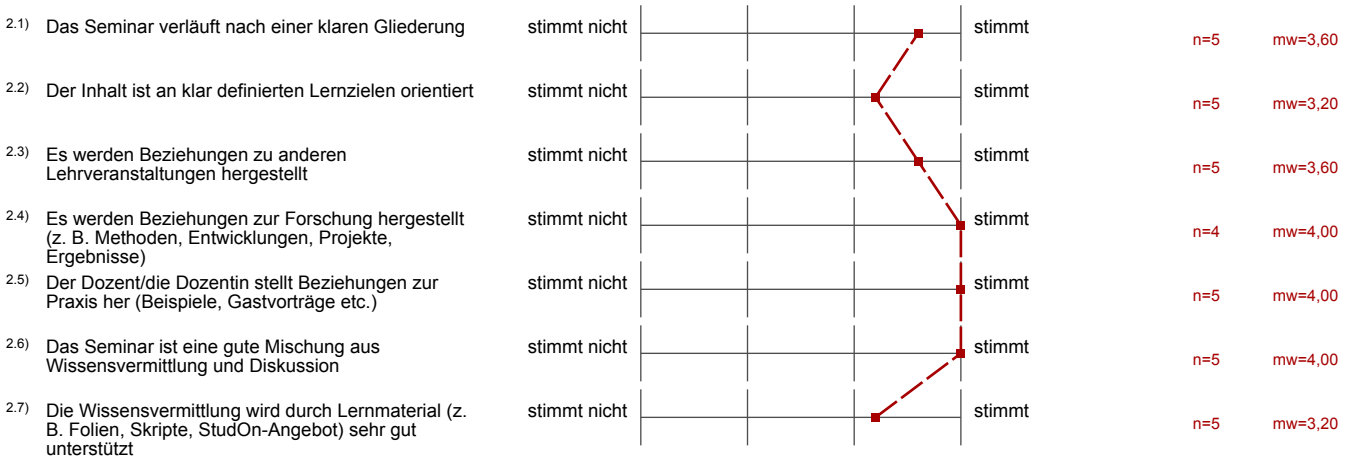 2.1) Das Seminar verläuft nach einer klaren Gliederung stimmt nicht stimmt n=5 mw=3,60
2.2) Der Inhalt ist an klar definierten Lernzielen orientiert stimmt nicht stimmt n=5 mw=3,20
2.3) Es werden Beziehungen zu anderen stimmt nicht stimmt n=5 mw=3,60
Lehrveranstaltungen hergestellt
2.4) Es werden Beziehungen zur Forschung hergestellt stimmt nicht stimmt n=4 mw=4,00
(z. B. Methoden, Entwicklungen, Projekte,
Ergebnisse)
2.5) Der Dozent/die Dozentin stellt Beziehungen zur stimmt nicht stimmt n=5 mw=4,00
Praxis her (Beispiele, Gastvorträge etc.)
2.6) Das Seminar ist eine gute Mischung aus stimmt nicht stimmt n=5 mw=4,00
Wissensvermittlung und Diskussion
2.7) Die Wissensvermittlung wird durch Lernmaterial (z. stimmt nicht stimmt n=5 mw=3,20
B. Folien, Skripte, StudOn-Angebot) sehr gut
unterstützt